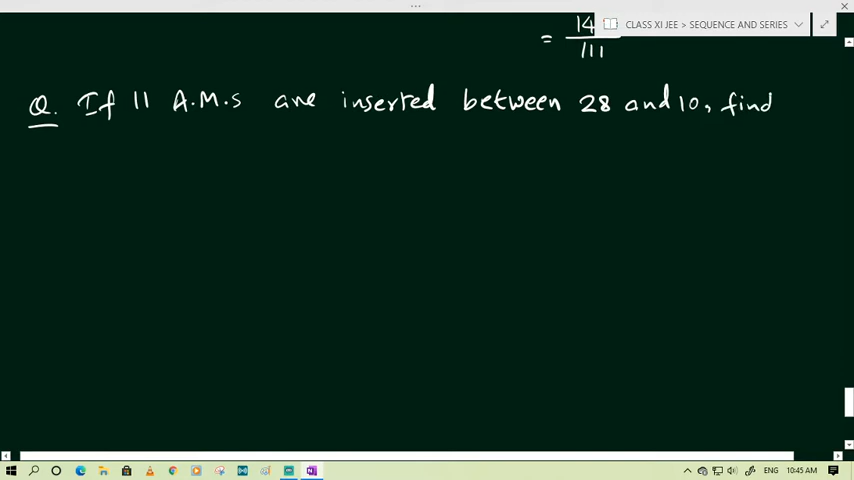 CLASS XI JEE > SEQUENCE AND SERIES
= 14
111
Q. If 11 A.M.s are inserted between 28 and 10, find
ENG 10:45 AM